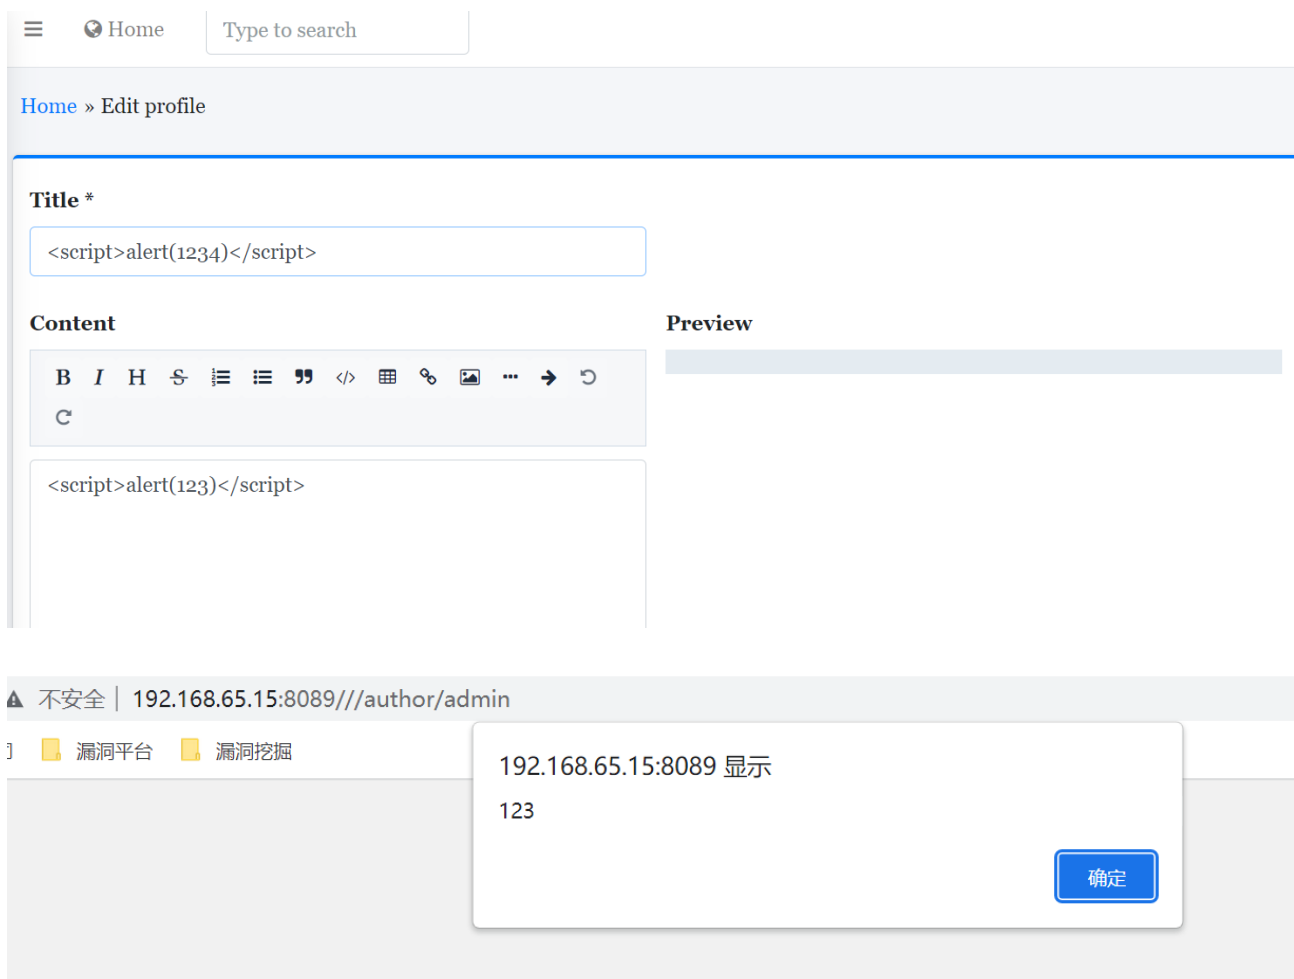 Home
Type to search
Home » Edit profile
Title *
<script>alert(1234)</script>
Content
Preview
B I H S
<script>alert(123)</script>
不安全 192.168.65.15:8089///author/admin
漏洞平台 漏洞挖掘
192.168.65.15:8089 显示
123
确定